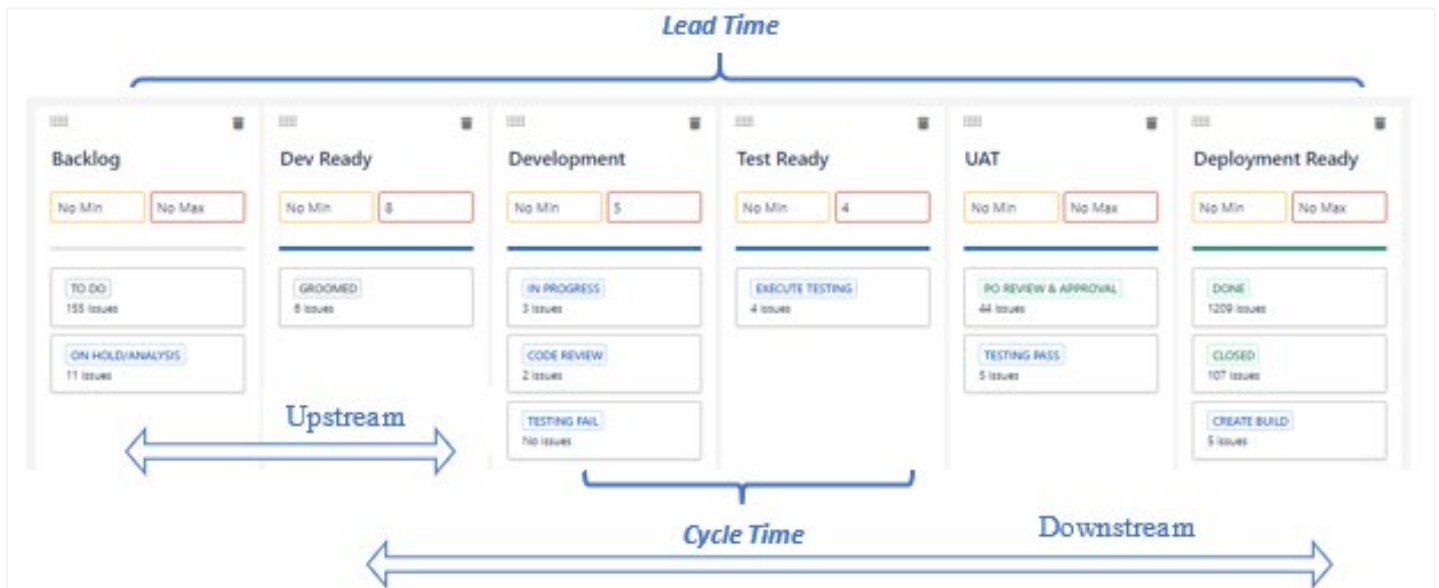 Lead Time
Backlog
Dev Ready
Development
Test Ready
UAT
Deployment Ready
No Min No Max
No Min 8
No Min 5
No Min 4
No Min No Max
No Min No Max
TO DO
155 issues
GROOMED
6 issues
IN PROGRESS
3 issues
EXECUTE TESTING
4 issues
PO REVIEW & APPROVAL
44 issues
DONE
1209 issues
ON HOLD/ANALYSIS
11 issues
CODE REVIEW
2 issues
TESTING PASS
5 issues
CLOSED
107 issues
TESTING FAIL
No issues
CREATE BUILD
5 issues
Upstream
Cycle Time
Downstream